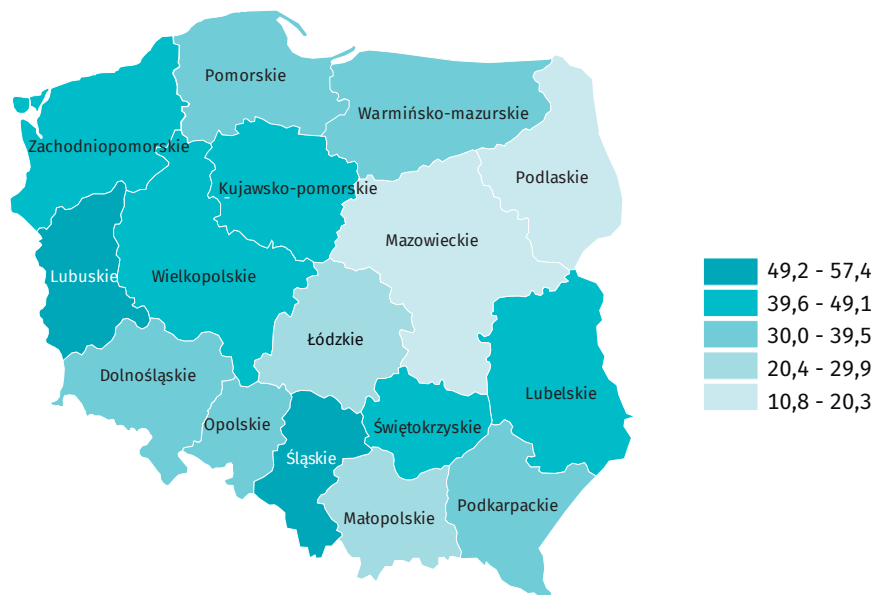 Pomorskie
Warmińsko-mazurskie
Zachodniopomorskie
Podlaskie
Kujawsko-pomorskie
Mazowieckie
Lubuskie
Wielkopolskie
Łódzkie
Dolnośląskie
Lubelskie
Opolskie
Świętokrzyskie
Śląskie
Podkarpackie
Małopolskie
49,2 - 57,4
39,6 - 49,1
30,0 - 39,5
20,4 - 29,9
10,8 - 20,3